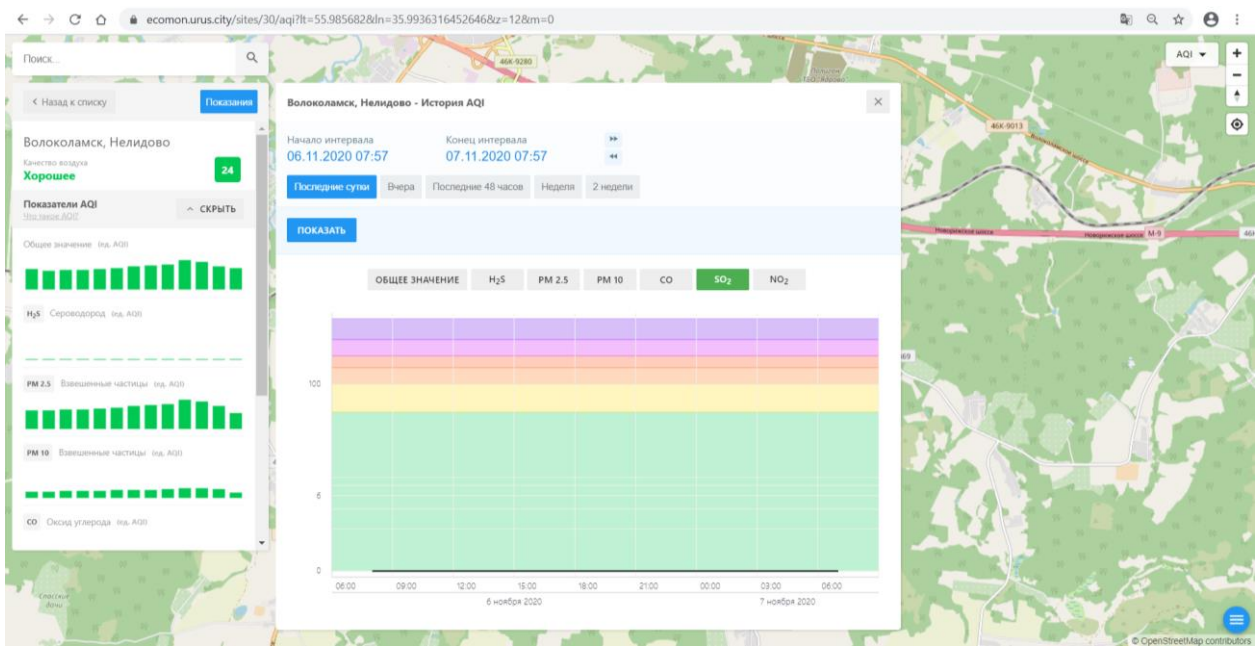 ecomon.urus.city/sites/30/aqi?lt=55.985682&ln=35.9936316452646&z=12&m=0
Поиск...
46К-9280
AQI
Назад к списку
Показания
Волоколамск, Нелидово - История AQI
46К-9013
Волоколамск, Нелидово
Качество воздуха
Хорошее
24
Начало интервала
Конец интервала
06.11.2020 07:57
07.11.2020 07:57
Последние сутки
Вчера
Последние 48 часов
Неделя
2 недели
Показатели AQI
Что такое AQI?
СКРЫТЬ
ПОКАЗАТЬ
Новорижское шоссе
Новорижское шоссе
М-9
Общее значение (ед. AQI)
ОБЩЕЕ ЗНАЧЕНИЕ
H₂S
PM 2.5
PM 10
CO
SO₂
NO₂
H₂S Сероводород (ед. AQI)
PM 2.5 Взвешенные частицы (ед. AQI)
PM 10 Взвешенные частицы (ед. AQI)
CO Оксид углерода (ед. AQI)
100
6
0
06:00
09:00
12:00
15:00
18:00
21:00
00:00
03:00
06:00
6 ноября 2020
7 ноября 2020
Спасские
дачи
© OpenStreetMap contributors